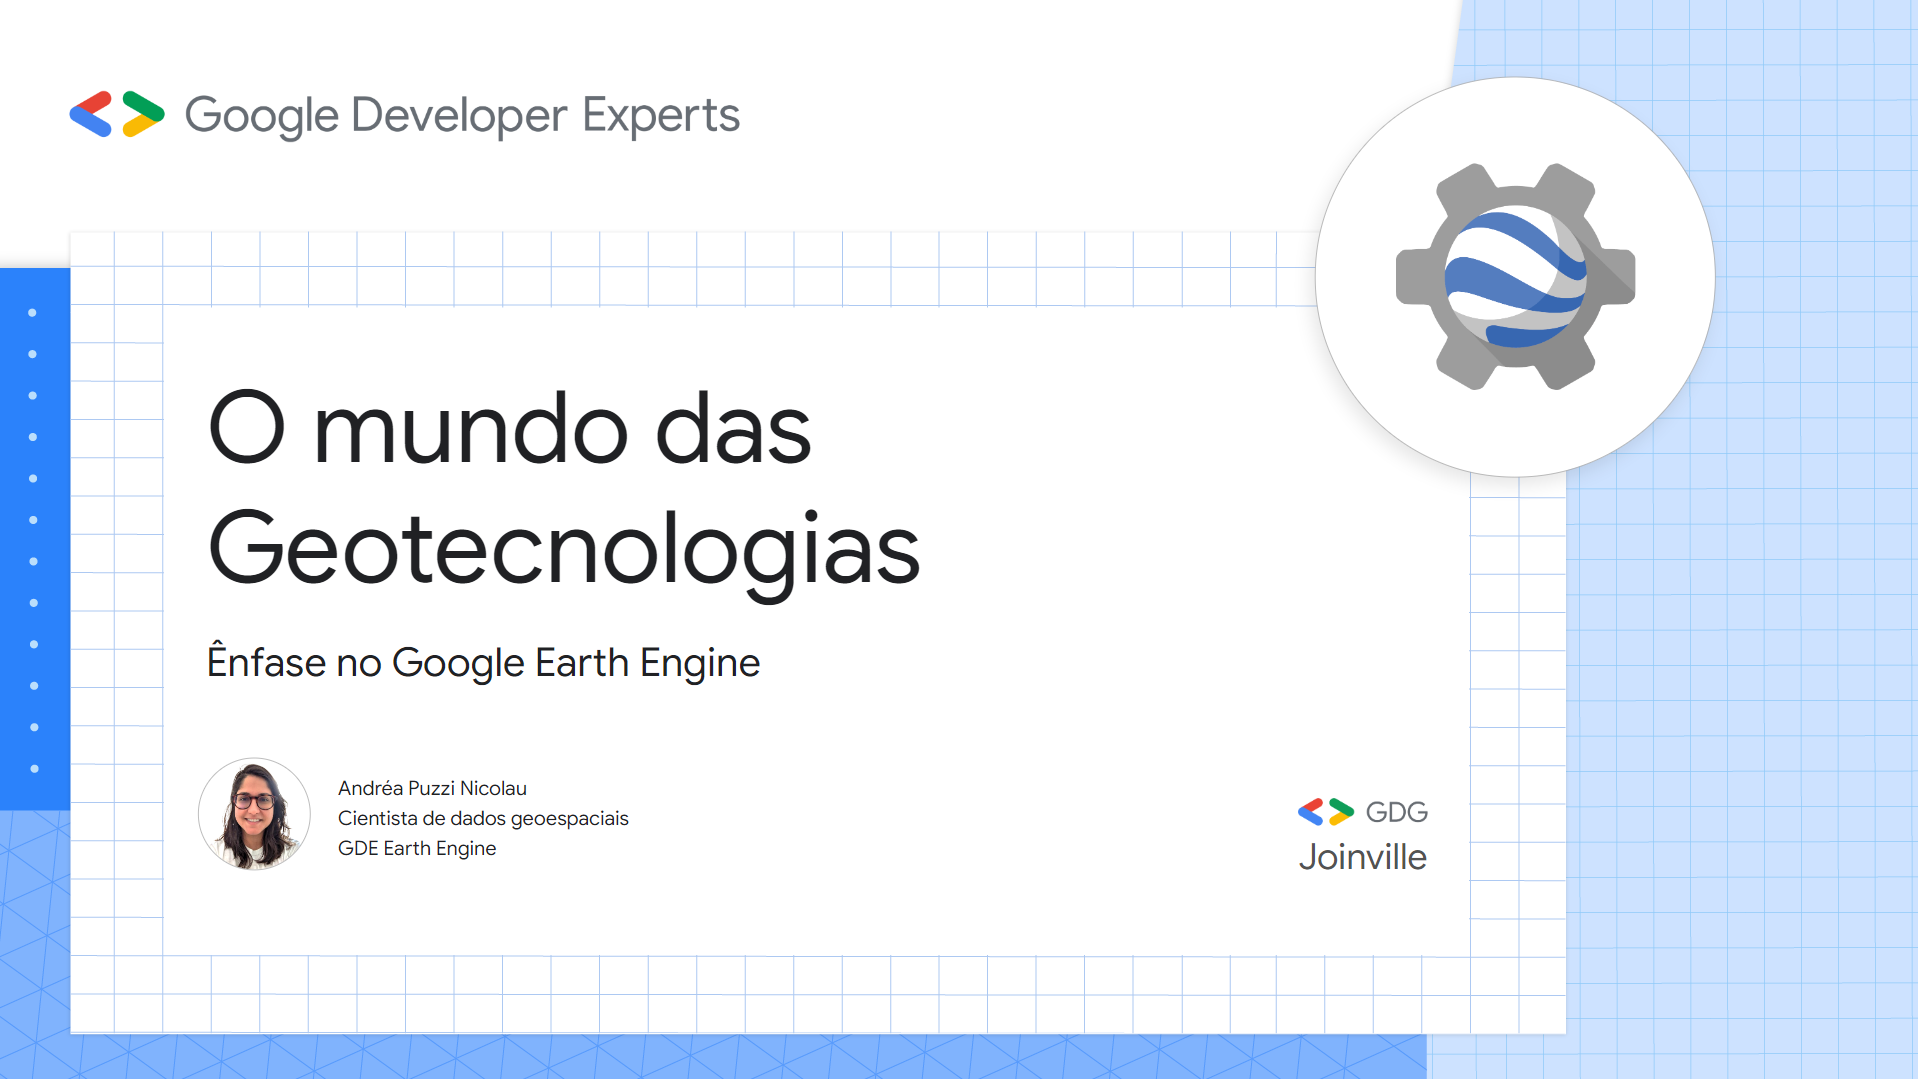 Google Developer Experts
O mundo das
Geotecnologias
Ênfase no Google Earth Engine
Andréa Puzzi Nicolau
Cientista de dados geoespaciais
GDE Earth Engine
GDG
Joinville